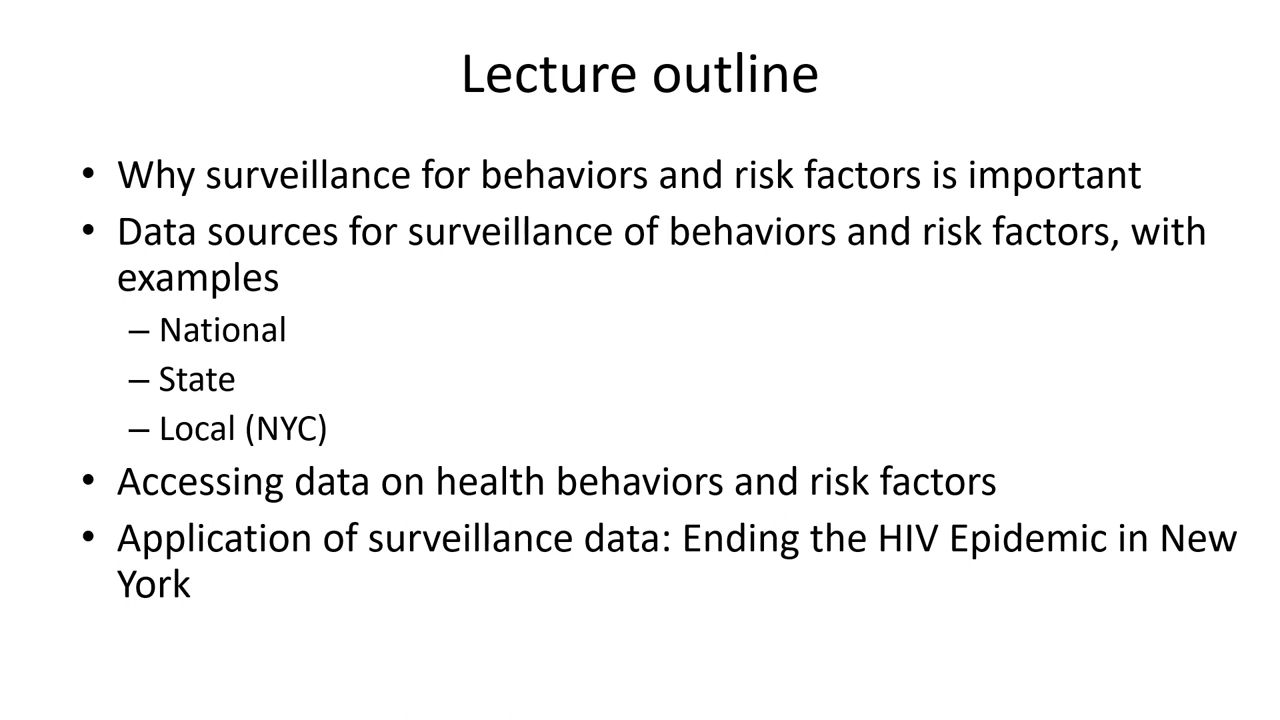 Lecture outline
• Why surveillance for behaviors and risk factors is important
• Data sources for surveillance of behaviors and risk factors, with
examples
– National
– State
– Local (NYC)
• Accessing data on health behaviors and risk factors
• Application of surveillance data: Ending the HIV Epidemic in New
York